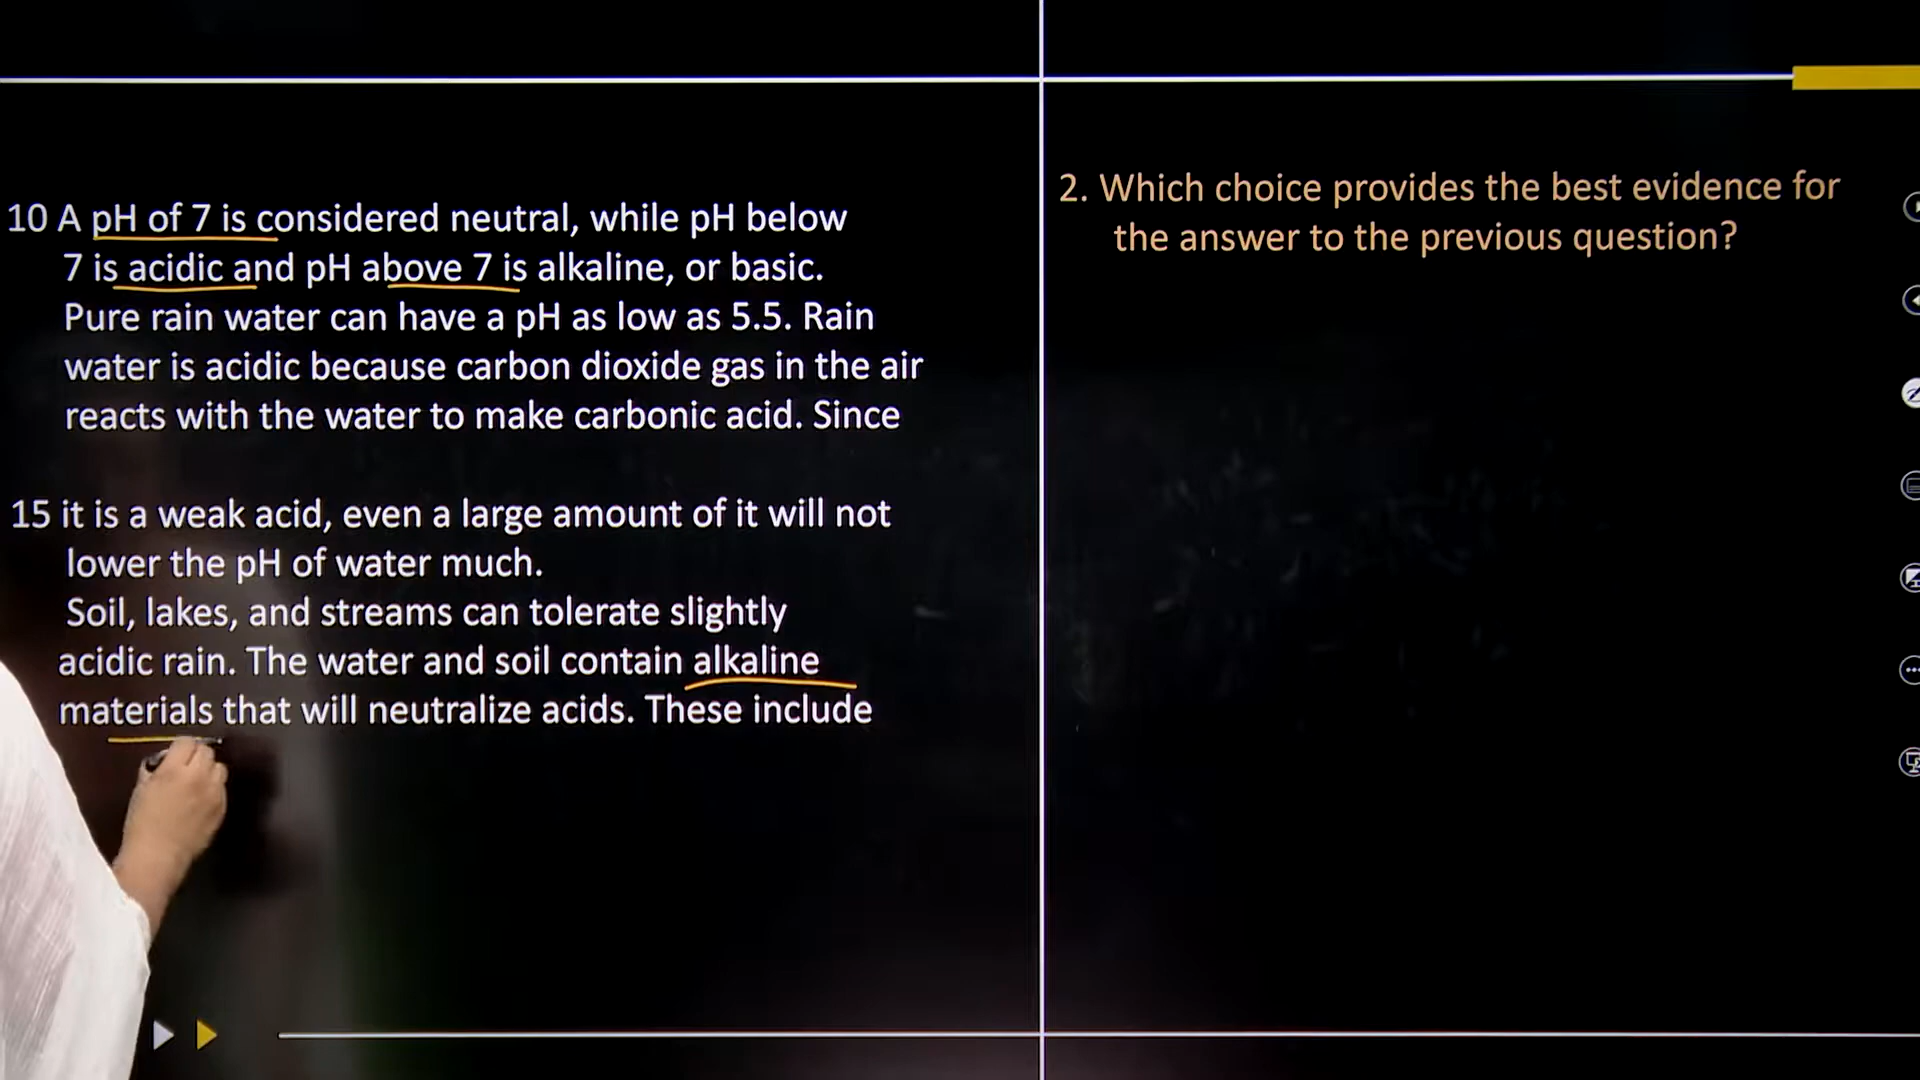 10 A pH of 7 is considered neutral, while pH below
7 is acidic and pH above 7 is alkaline, or basic.
Pure rain water can have a pH as low as 5.5. Rain
water is acidic because carbon dioxide gas in the air
reacts with the water to make carbonic acid. Since
15 it is a weak acid, even a large amount of it will not
lower the pH of water much.
Soil, lakes, and streams can tolerate slightly
acidic rain. The water and soil contain alkaline
materials that will neutralize acids. These include
2. Which choice provides the best evidence for
the answer to the previous question?